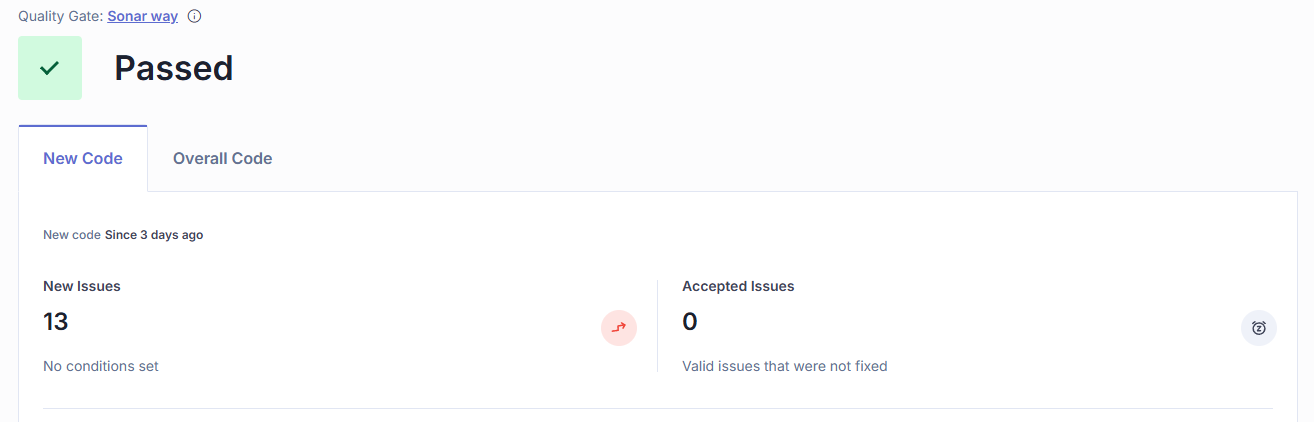 Quality Gate: Sonar way
Passed
New Code Overall Code
New code Since 3 days ago
New Issues
13
No conditions set
Accepted Issues
0
Valid issues that were not fixed